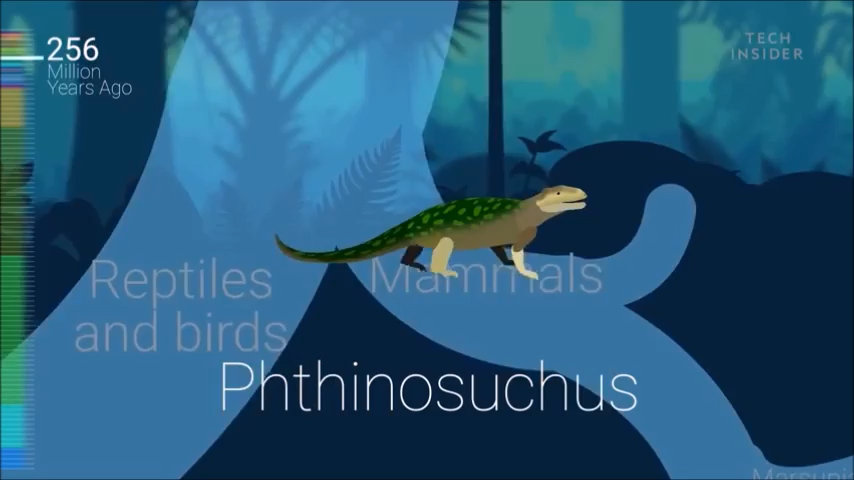 256
Million
Years Ago
TECH
INSIDER
Reptiles
and birds
Mammals
Phthinosuchus